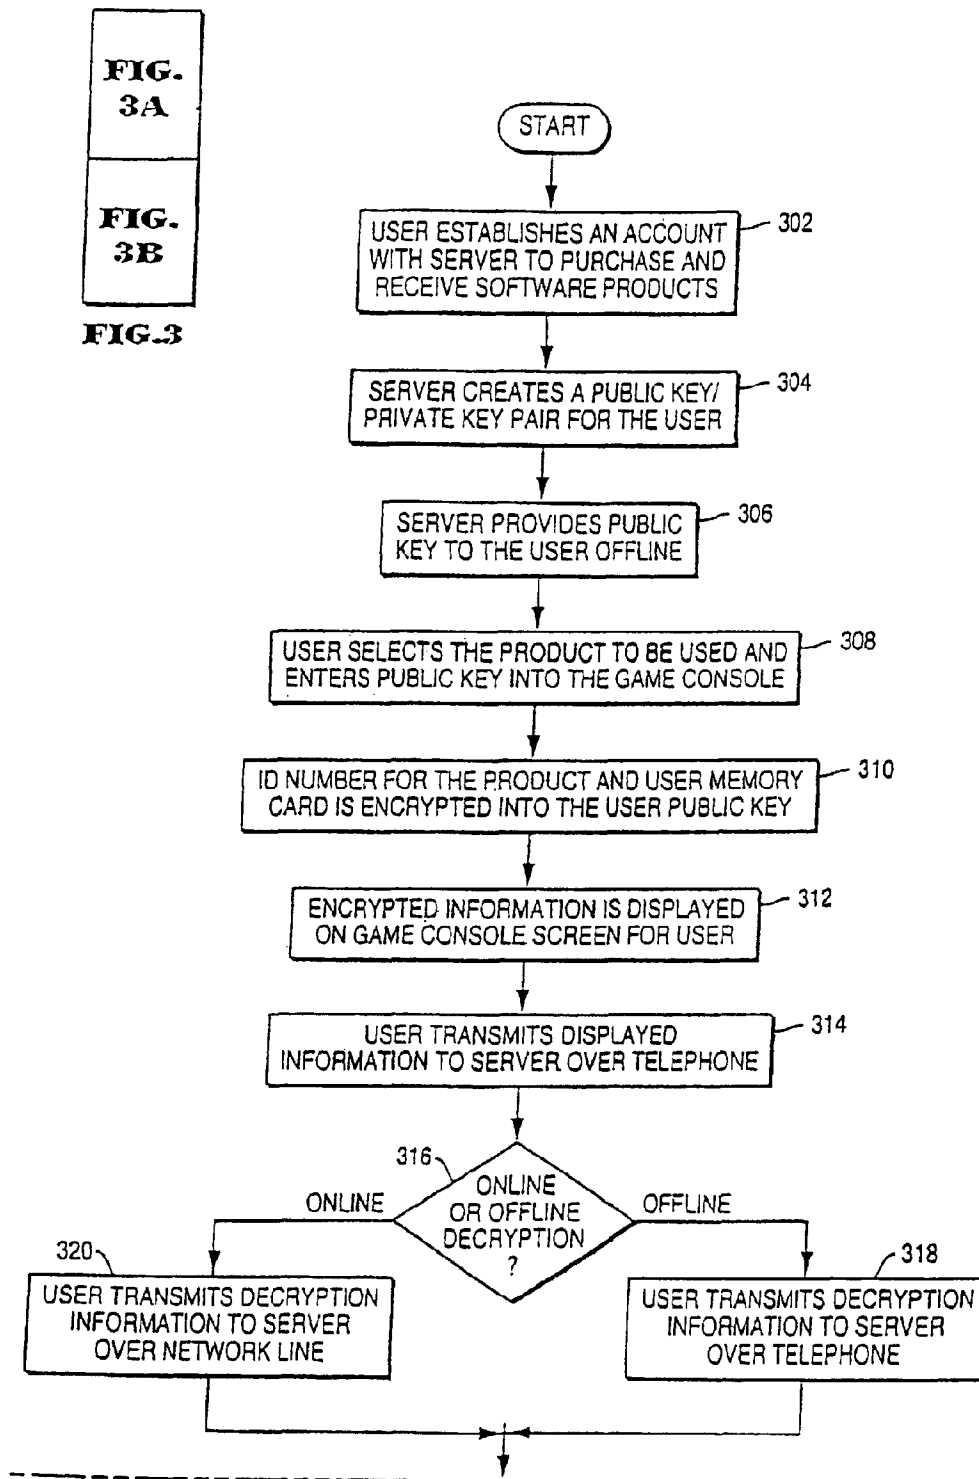 FIG.
3A
FIG.
3B
FIG.3
START
302
USER ESTABLISHES AN ACCOUNT
WITH SERVER TO PURCHASE AND
RECEIVE SOFTWARE PRODUCTS
304
SERVER CREATES A PUBLIC KEY/
PRIVATE KEY PAIR FOR THE USER
306
SERVER PROVIDES PUBLIC
KEY TO THE USER OFFLINE
308
USER SELECTS THE PRODUCT TO BE USED AND
ENTERS PUBLIC KEY INTO THE GAME CONSOLE
310
ID NUMBER FOR THE PRODUCT AND USER MEMORY
CARD IS ENCRYPTED INTO THE USER PUBLIC KEY
312
ENCRYPTED INFORMATION IS DISPLAYED
ON GAME CONSOLE SCREEN FOR USER
314
USER TRANSMITS DISPLAYED
INFORMATION TO SERVER OVER TELEPHONE
316
ONLINE
OR OFFLINE
DECRYPTION
?
ONLINE
OFFLINE
320
USER TRANSMITS DECRYPTION
INFORMATION TO SERVER
OVER NETWORK LINE
318
USER TRANSMITS DECRYPTION
INFORMATION TO SERVER
OVER TELEPHONE